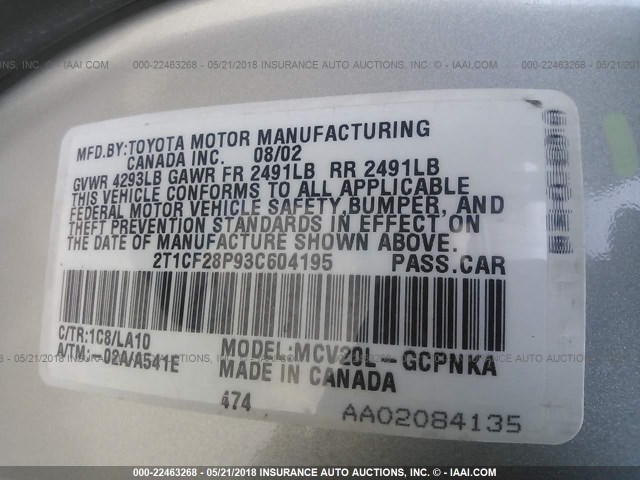 000-22463268 - 05/21/2018 INSURANCE AUTO AUCTIONS, INC. - © - IAAI.COM
MFD.BY:TOYOTA MOTOR MANUFACTURING
CANADA INC. 08/02
GVWR 4293LB GAWR FR 2491LB RR 2491LB
THIS VEHICLE CONFORMS TO ALL APPLICABLE
FEDERAL MOTOR VEHICLE SAFETY,BUMPER, AND
THEFT PREVENTION STANDARDS IN EFFECT ON
THE DATE OF MANUFACTURE SHOWN ABOVE.
2T1CF28P93C604195 PASS.CAR
C/TR:1C8/LA10
A/TM:-02A/A541E
MODEL:MCV20L-GCPNKA
MADE IN CANADA
474
AA02084135
000-22463268 - 05/21/2018 INSURANCE AUTO AUCTIONS, INC. - © - IAAI.COM